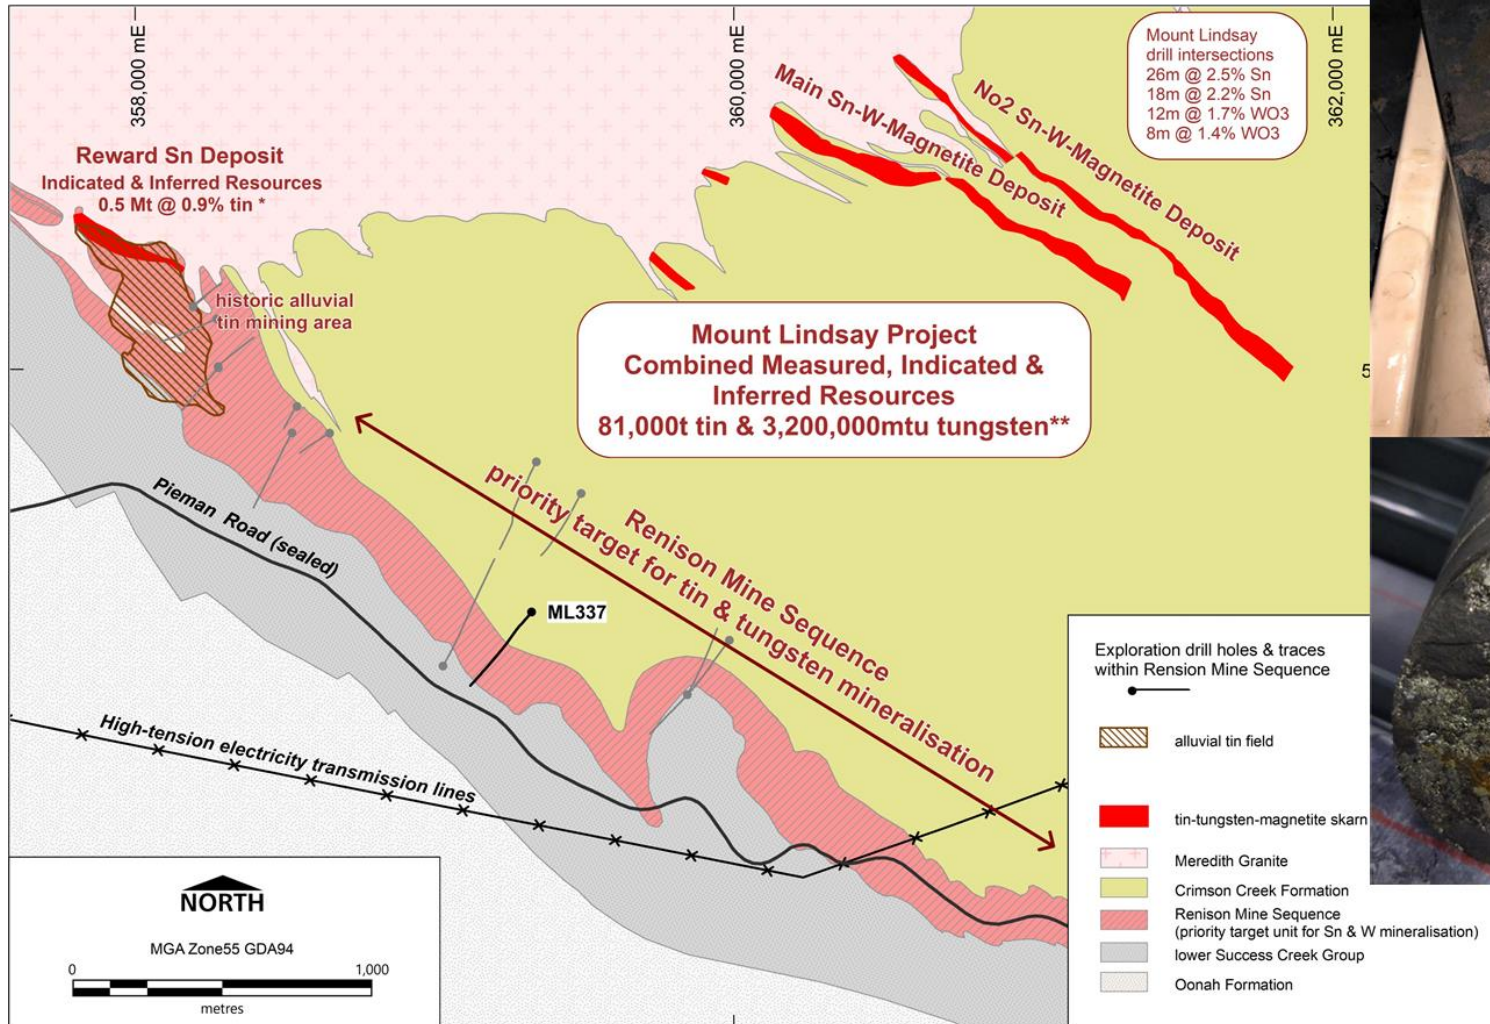 358,000 mE
360,000 mE
362,000 mE
Mount Lindsay
drill intersections
26m @ 2.5% Sn
18m @ 2.2% Sn
12m @ 1.7% WO3
8m @ 1.4% WO3
Main Sn-W-Magnetite Deposit
No2 Sn-W-Magnetite Deposit
Reward Sn Deposit
Indicated & Inferred Resources
0.5 Mt @ 0.9% tin *
historic alluvial
tin mining area
Mount Lindsay Project
Combined Measured, Indicated &
Inferred Resources
81,000t tin & 3,200,000mtu tungsten**
5
Renison Mine Sequence
priority target for tin & tungsten mineralisation
Pieman Road (sealed)
ML337
High-tension electricity transmission lines
NORTH
MGA Zone55 GDA94
0 1,000
metres
Exploration drill holes & traces
within Rension Mine Sequence
alluvial tin field
tin-tungsten-magnetite skarn
Meredith Granite
Crimson Creek Formation
Renison Mine Sequence
(priority target unit for Sn & W mineralisation)
lower Success Creek Group
Oonah Formation